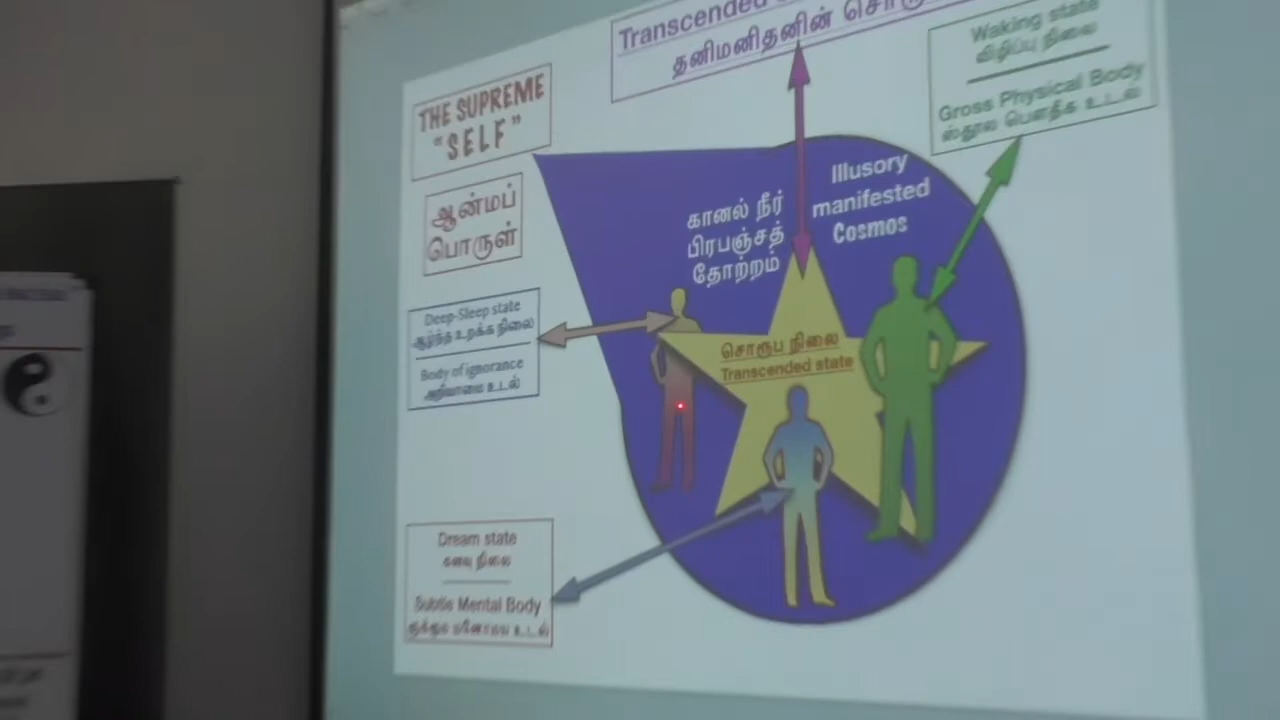 Transcended
தனிமனிதனின்
Waking state
விழிப்பு நிலை
Gross Physical Body
ஸ்தூல பௌதீக உடல்
THE SUPREME
"SELF"
ஆன்மப்
பொருள்
Illusory
manifested
Cosmos
கானல் நீர்
பிரபஞ்சத்
தோற்றம்
Deep-Sleep state
ஆழ்ந்த உறக்க நிலை
Body of ignorance
அறியாமை உடல்
சொரூப நிலை
Transcended state
Dream state
கனவு நிலை
Subtle Mental Body
சூக்ஷும மனோமய உடல்